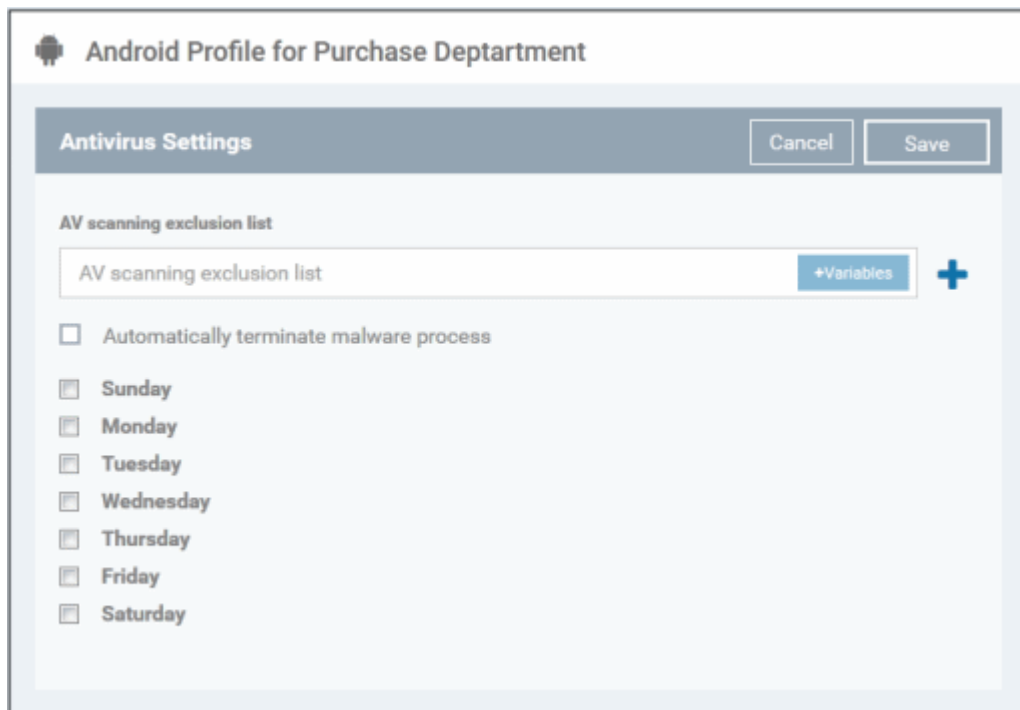 Android Profile for Purchase Deptartment
Antivirus Settings
Cancel
Save
AV scanning exclusion list
AV scanning exclusion list
+Variables
Automatically terminate malware process
Sunday
Monday
Tuesday
Wednesday
Thursday
Friday
Saturday